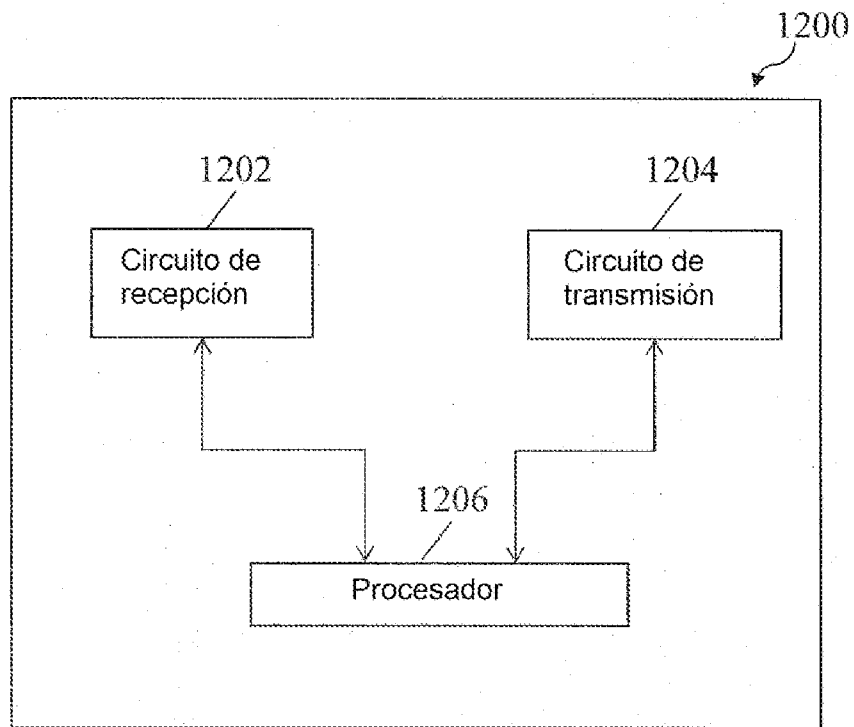 1200
1202
1204
Circuito de
recepción
Circuito de
transmisión
1206
Procesador